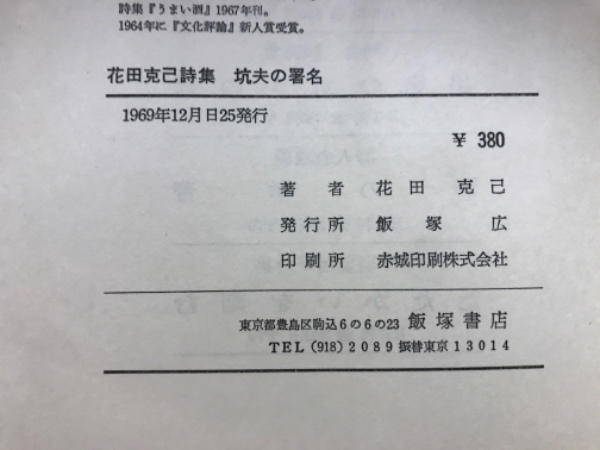 詩集『うまい酒』1967年刊。
1964年に『文化評論』新人賞受賞。
花田克己詩集 坑夫の署名
1969年12月日25発行
￥ 380
著者 花田克己
発行所 飯塚広
印刷所 赤城印刷株式会社
東京都豊島区駒込6の6の23 飯塚書店
TEL (918) 2089 振替東京 13014